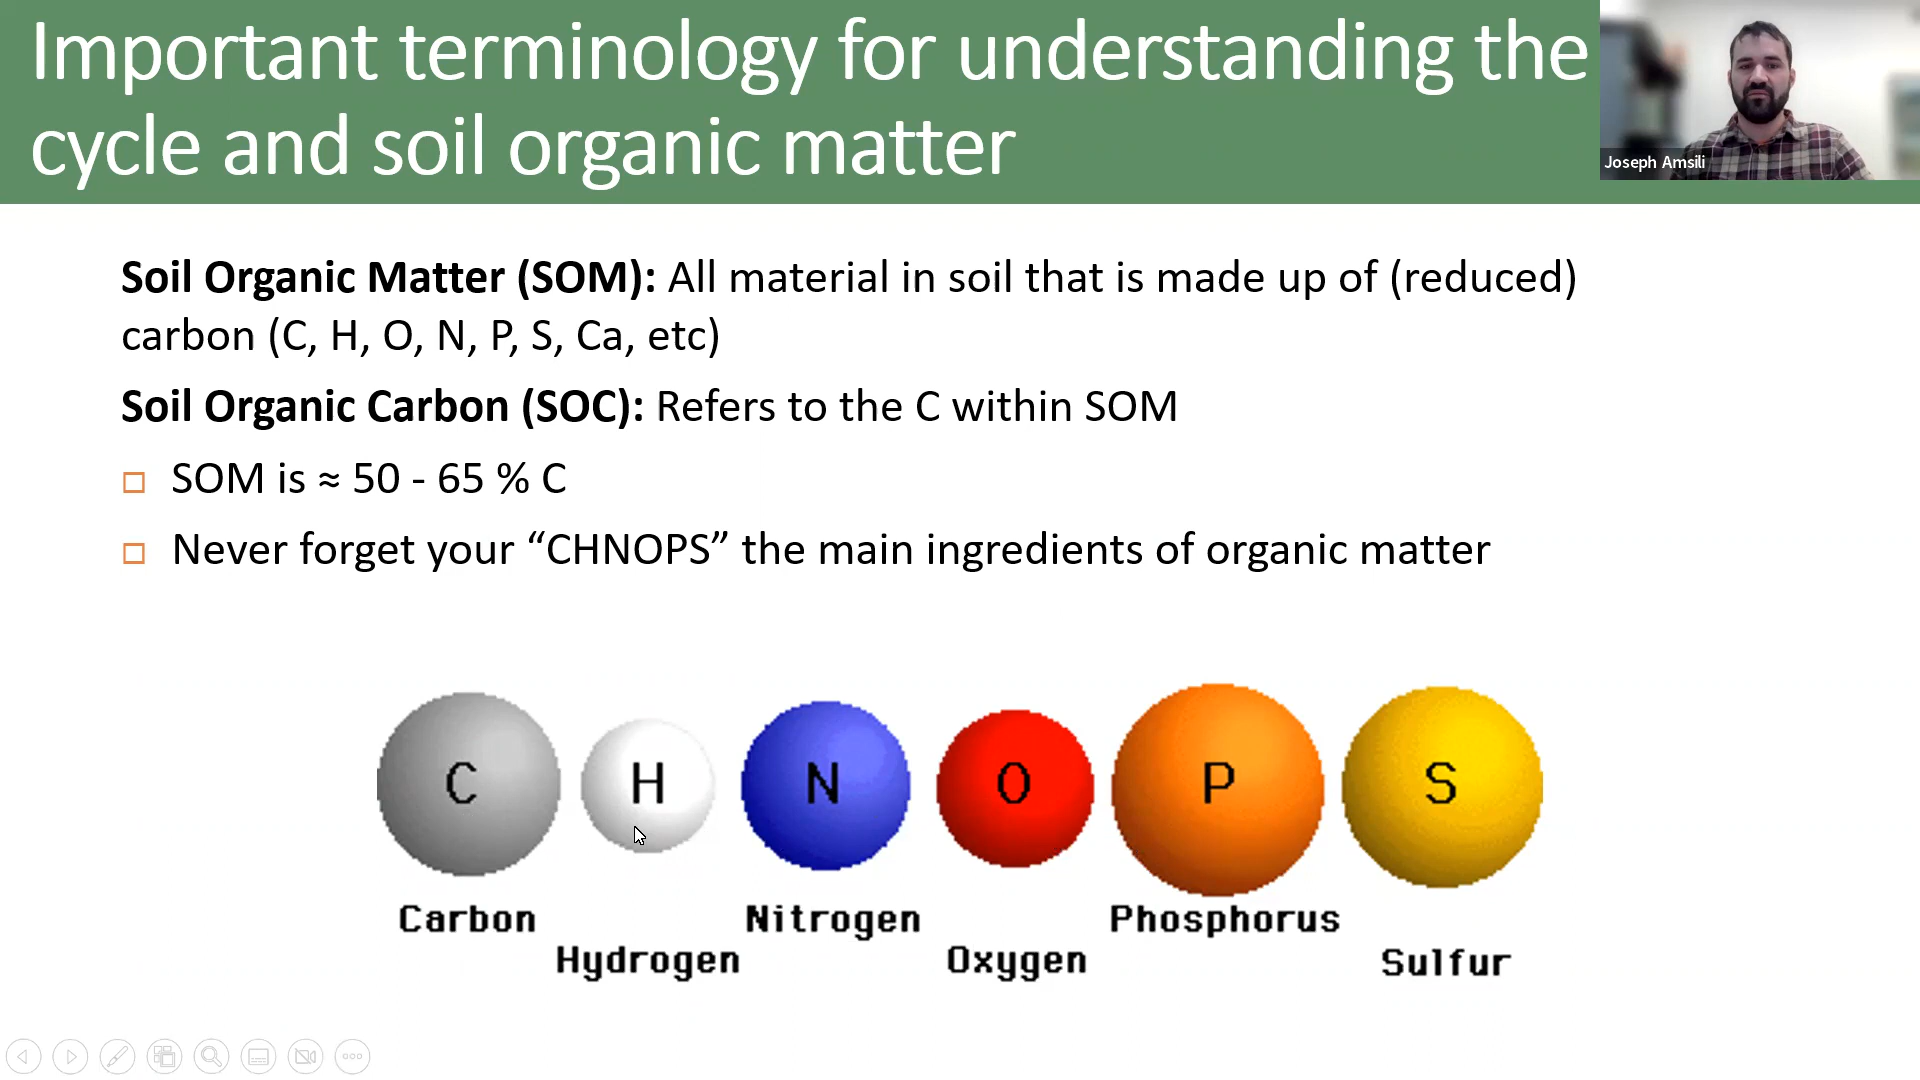 Important terminology for understanding the
cycle and soil organic matter
Joseph Amsili
Soil Organic Matter (SOM): All material in soil that is made up of (reduced)
carbon (C, H, O, N, P, S, Ca, etc)
Soil Organic Carbon (SOC): Refers to the C within SOM
SOM is ≈ 50 - 65 % C
Never forget your “CHNOPS” the main ingredients of organic matter
C H N O P S
Carbon Nitrogen Phosphorus
Hydrogen Oxygen Sulfur